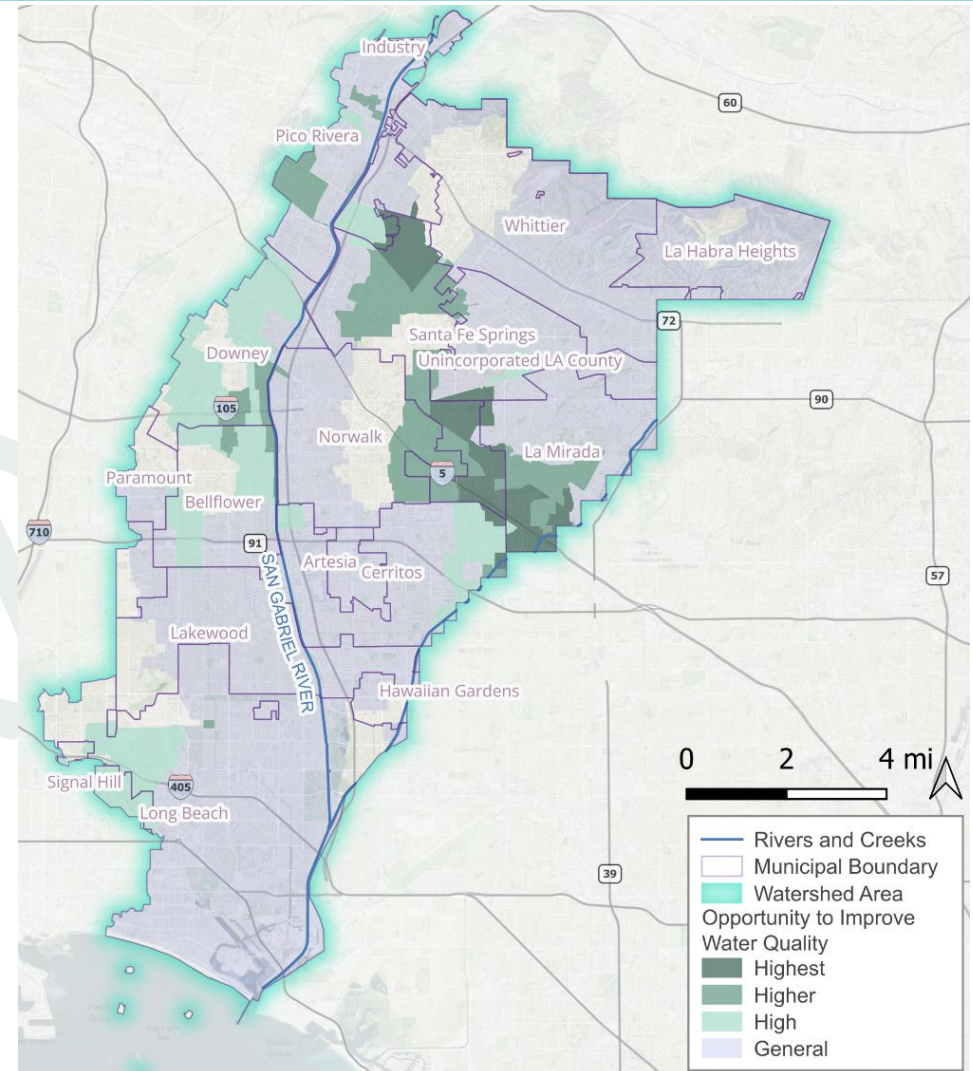 Industry
60
Pico Rivera
Whittier
La Habra Heights
72
Santa Fe Springs
Downey
Unincorporated LA County
90
105
Norwalk
La Mirada
5
Paramount
Bellflower
710
91
Artesia
Cerritos
57
SAN GABRIEL RIVER
Lakewood
Hawaiian Gardens
0 2 4 mi
Signal Hill
405
Long Beach
39
Rivers and Creeks
Municipal Boundary
Watershed Area
Opportunity to Improve
Water Quality
Highest
Higher
High
General